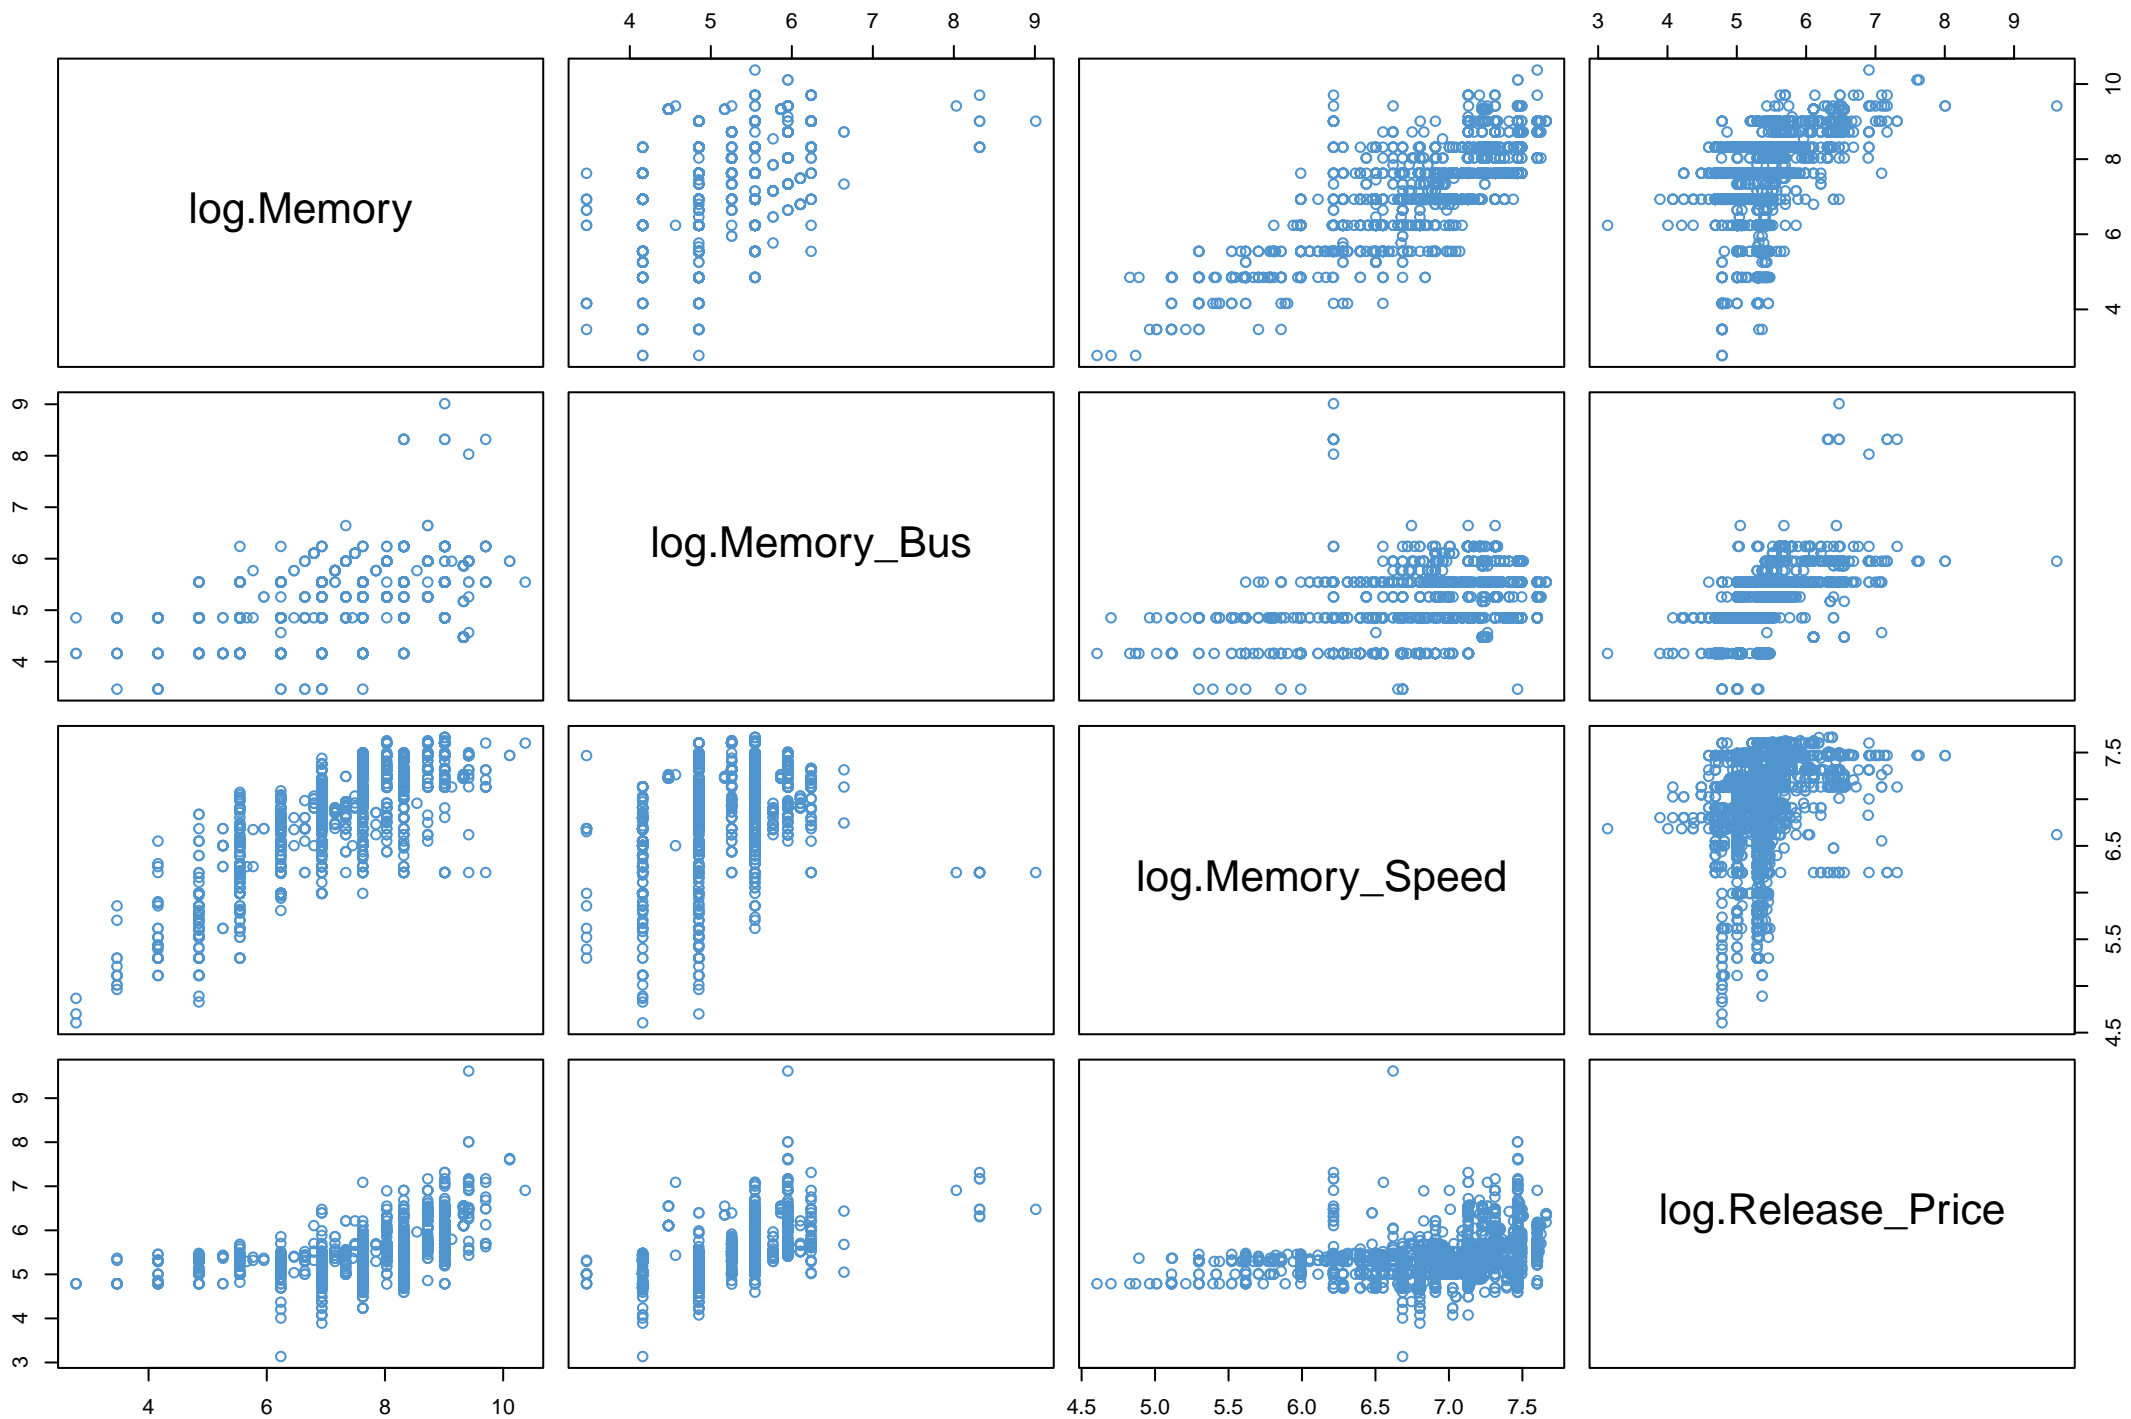 4 5 6 7 8 9
3 4 5 6 7 8 9
log.Memory
4 6 8 10
4 5 6 7 8 9
log.Memory_Bus
log.Memory_Speed
4.5 5.5 6.5 7.5
3 4 5 6 7 8 9
log.Release_Price
4 6 8 10
4.5 5.0 5.5 6.0 6.5 7.0 7.5